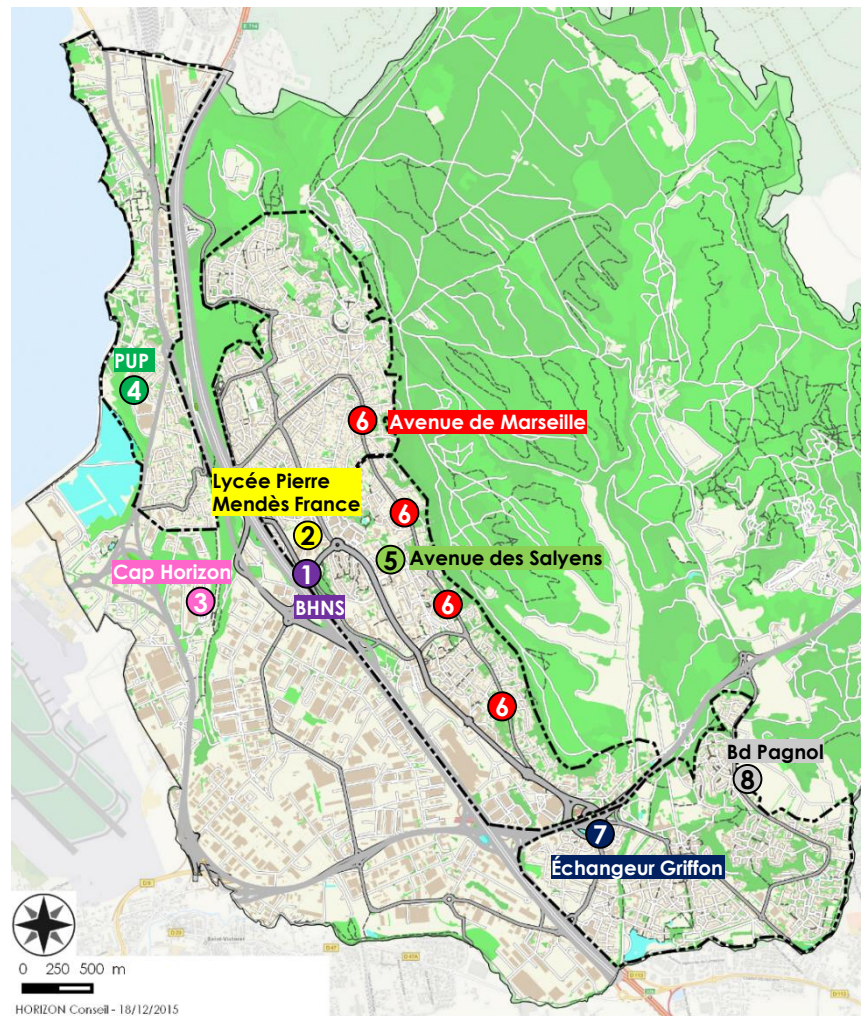 PUP
4
6
Avenue de Marseille
Lycée Pierre
Mendès France
6
2
5
Avenue des Salyens
Cap Horizon
1
3
BHNS
6
6
Bd Pagnol
8
7
Échangeur Griffon
D 9
0 250 500 m
HORIZON Conseil - 18/12/2015